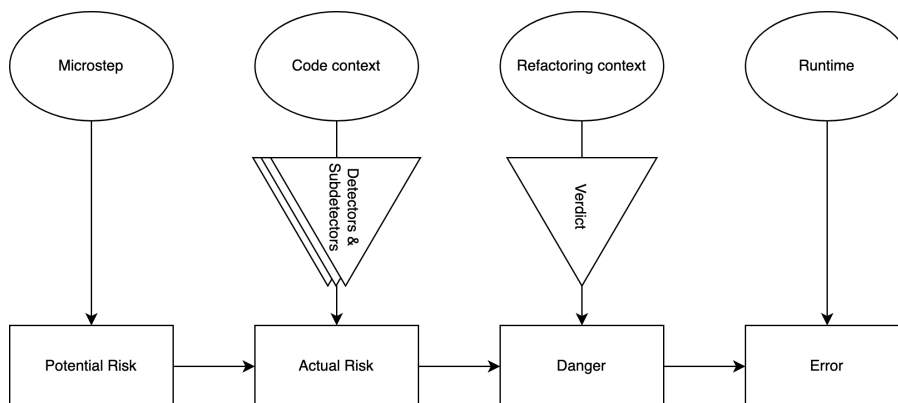 Microstep
Code context
Refactoring context
Runtime
Detectors &
Subdetectors
Verdict
Potential Risk
Actual Risk
Danger
Error